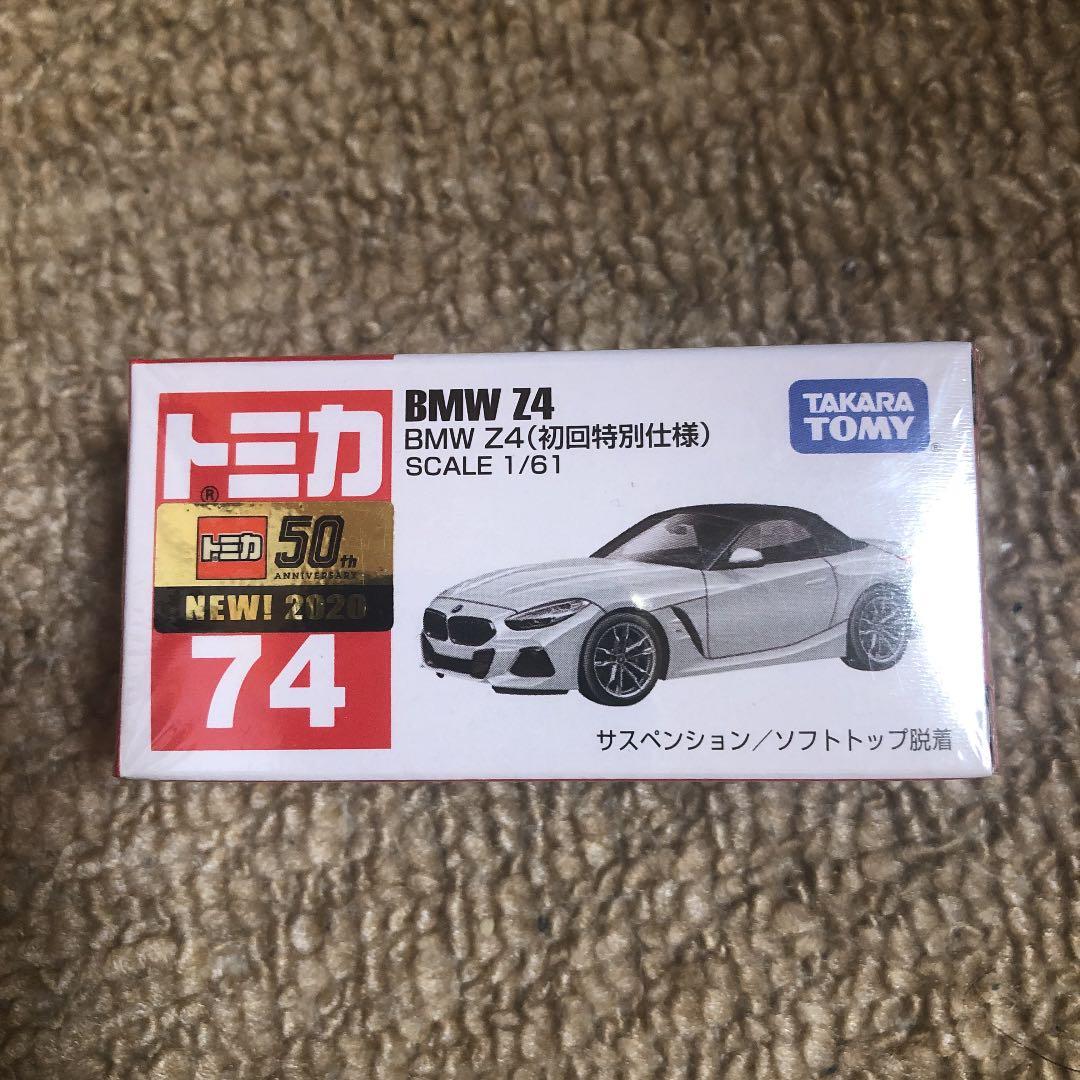 トミカ
®
トミカ 50th
ANNIVERSARY
NEW! 2020
74
BMW Z4
BMW Z4(初回特別仕様)
SCALE 1/61
TAKARA
TOMY
®
サスペンション/ソフトトップ脱着